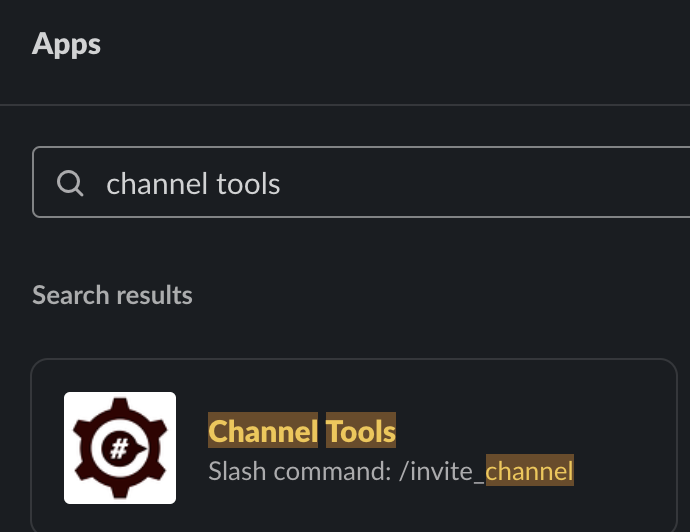 Apps
channel tools
Search results
#
Channel Tools
Slash command: /invite_channel